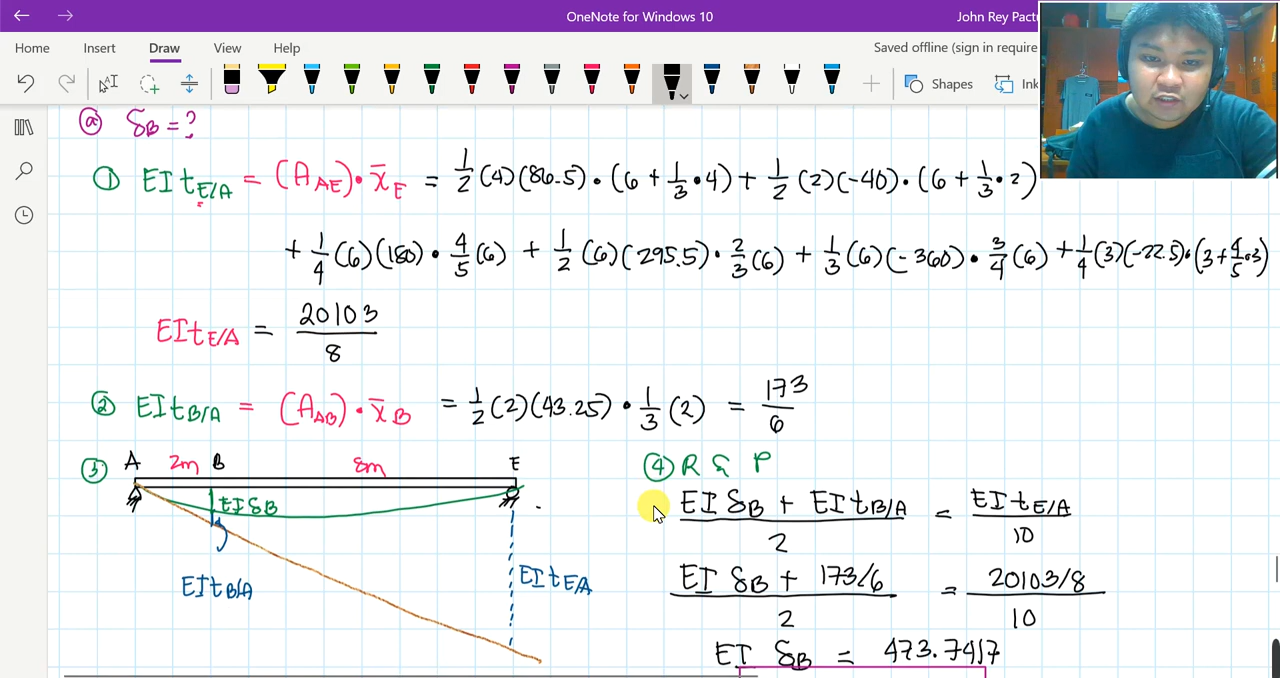 OneNote for Windows 10
John Rey Pactu
Home Insert Draw View Help
Saved offline (sign in require
Shapes Ink
ⓐ δB = ?
① EI tE/A = (AAE)·x̄E = 1/2 (4)(86.5)·(6 + 1/3·4) + 1/2 (2)(-40)·(6 + 1/3·2)
+ 1/4 (6)(180)·4/5 (6) + 1/2 (6)(295.5)·2/3 (6) + 1/3 (6)(-360)·3/4 (6) + 1/4 (3)(-22.5)·(3 + 4/5·3)
EI tE/A = 20103/8
② EI tB/A = (AAB)·x̄B = 1/2 (2)(43.25)·1/3 (2) = 173/6
③ A 2m B 8m E
EI δB
EI tB/A
EI tE/A
④ R & P
EI δB + EI tB/A / 2 = EI tE/A / 10
EI δB + 173/6 / 2 = 20103/8 / 10
EI δB = 473.7417